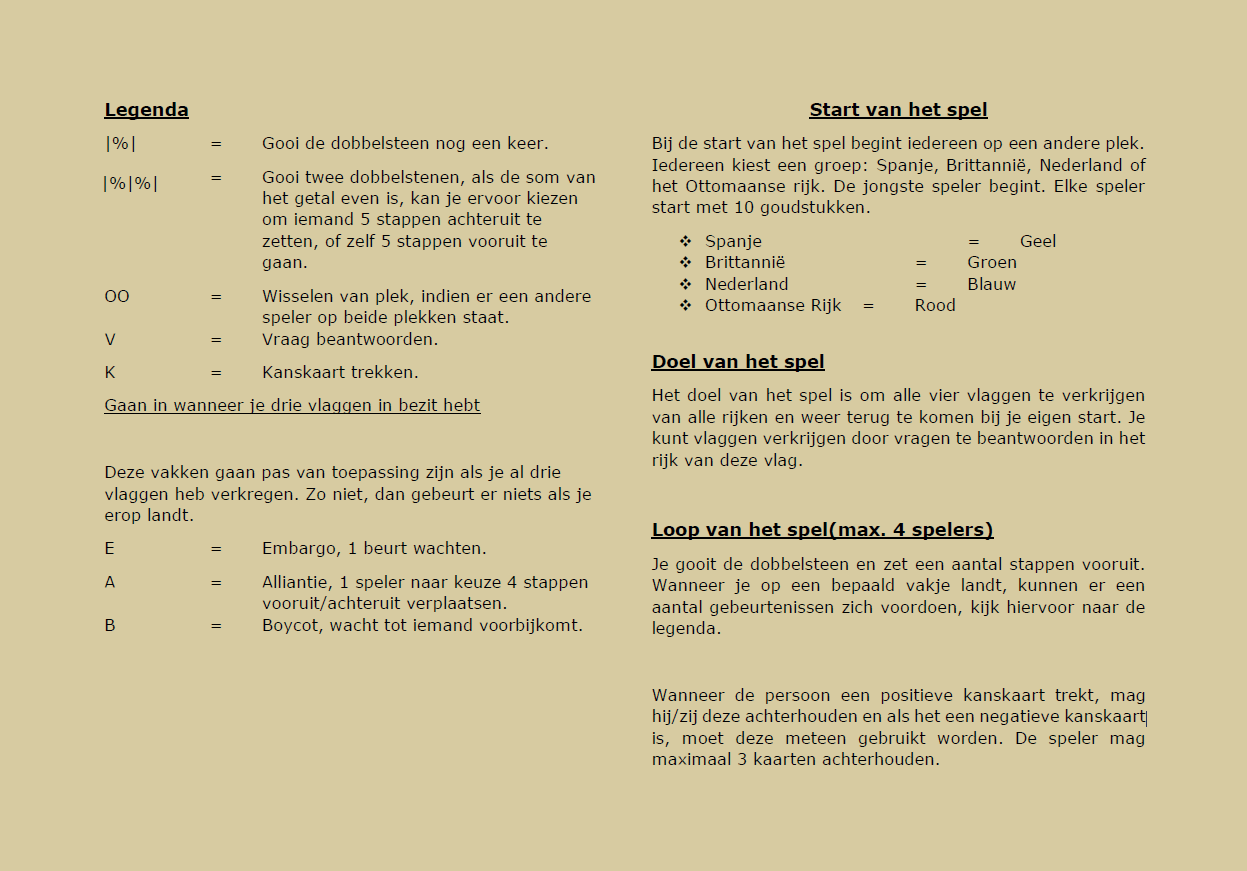 Legenda
|%| = Gooi de dobbelsteen nog een keer.
|%|%| = Gooi twee dobbelstenen, als de som van
het getal even is, kan je ervoor kiezen
om iemand 5 stappen achteruit te
zetten, of zelf 5 stappen vooruit te
gaan.
OO = Wisselen van plek, indien er een andere
speler op beide plekken staat.
V = Vraag beantwoorden.
K = Kanskaart trekken.
Gaan in wanneer je drie vlaggen in bezit hebt
Deze vakken gaan pas van toepassing zijn als je al drie
vlaggen heb verkregen. Zo niet, dan gebeurt er niets als je
erop landt.
E = Embargo, 1 beurt wachten.
A = Alliantie, 1 speler naar keuze 4 stappen
vooruit/achteruit verplaatsen.
B = Boycot, wacht tot iemand voorbijkomt.
Start van het spel
Bij de start van het spel begint iedereen op een andere plek.
Iedereen kiest een groep: Spanje, Brittannië, Nederland of
het Ottomaanse rijk. De jongste speler begint. Elke speler
start met 10 goudstukken.
❖ Spanje = Geel
❖ Brittannië = Groen
❖ Nederland = Blauw
❖ Ottomaanse Rijk = Rood
Doel van het spel
Het doel van het spel is om alle vier vlaggen te verkrijgen
van alle rijken en weer terug te komen bij je eigen start. Je
kunt vlaggen verkrijgen door vragen te beantwoorden in het
rijk van deze vlag.
Loop van het spel(max. 4 spelers)
Je gooit de dobbelsteen en zet een aantal stappen vooruit.
Wanneer je op een bepaald vakje landt, kunnen er een
aantal gebeurtenissen zich voordoen, kijk hiervoor naar de
legenda.
Wanneer de persoon een positieve kanskaart trekt, mag
hij/zij deze achterhouden en als het een negatieve kanskaart
is, moet deze meteen gebruikt worden. De speler mag
maximaal 3 kaarten achterhouden.